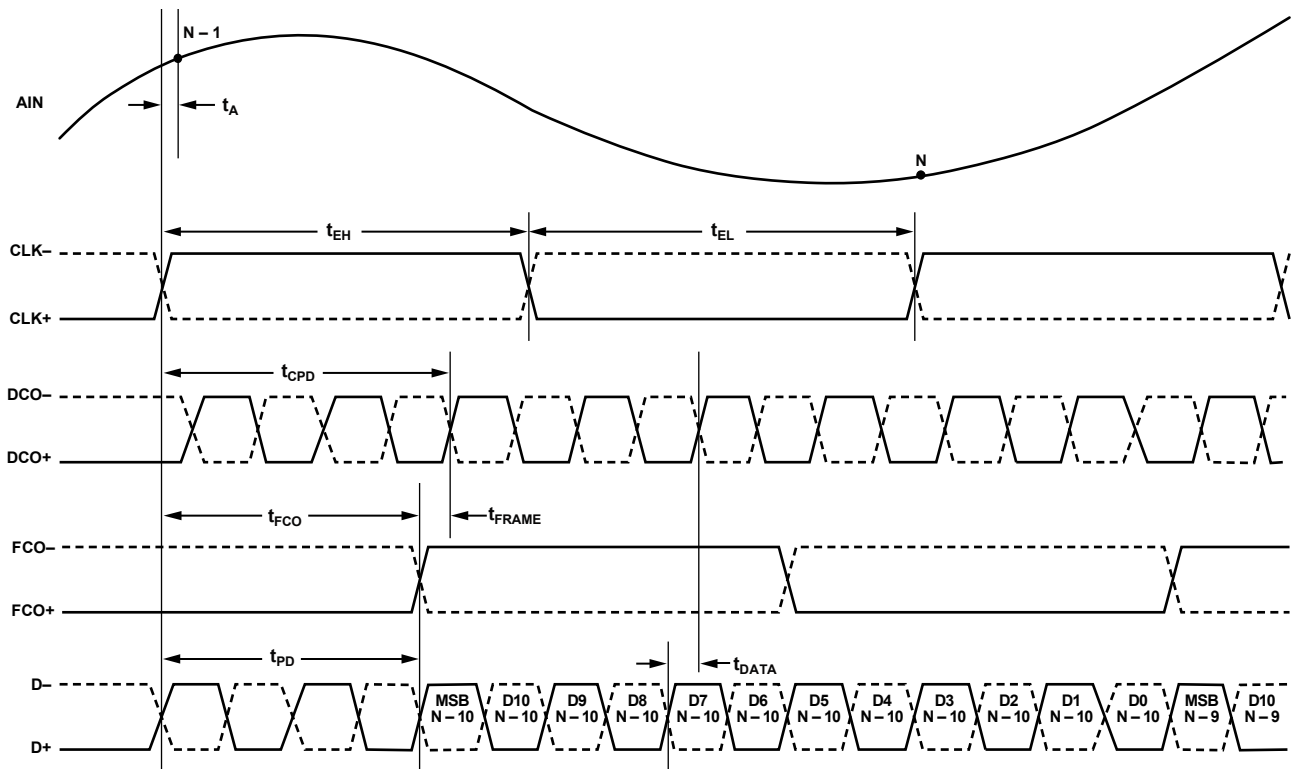 N – 1
AIN
tA
N
tEH
tEL
CLK–
CLK+
tCPD
DCO–
DCO+
tFCO
tFRAME
FCO–
FCO+
tPD
tDATA
D–
MSB N – 10
D10 N – 10
D9 N – 10
D8 N – 10
D7 N – 10
D6 N – 10
D5 N – 10
D4 N – 10
D3 N – 10
D2 N – 10
D1 N – 10
D0 N – 10
MSB N – 9
D10 N – 9
D+